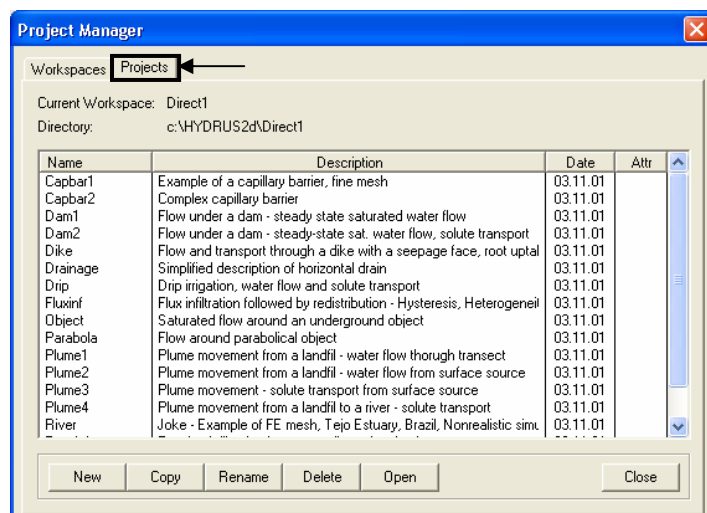 Project Manager
Workspaces Projects
Current Workspace: Direct1
Directory: c:\HYDRUS2d\Direct1
Name Description Date Attr
Capbar1 Example of a capillary barrier, fine mesh 03.11.01
Capbar2 Complex capillary barrier 03.11.01
Dam1 Flow under a dam - steady state saturated water flow 03.11.01
Dam2 Flow under a dam - steady-state sat. water flow, solute transport 03.11.01
Dike Flow and transport through a dike with a seepage face, root uptal 03.11.01
Drainage Simplified description of horizontal drain 03.11.01
Drip Drip irrigation, water flow and solute transport 03.11.01
Fluxinf Flux infiltration followed by redistribution - Hysteresis, Heterogeneit 03.11.01
Object Saturated flow around an underground object 03.11.01
Parabola Flow around parabolical object 03.11.01
Plume1 Plume movement from a landfil - water flow thorugh transect 03.11.01
Plume2 Plume movement from a landfil - water flow from surface source 03.11.01
Plume3 Plume movement - solute transport from surface source 03.11.01
Plume4 Plume movement from a landfil to a river - solute transport 03.11.01
River Joke - Example of FE mesh, Tejo Estuary, Brazil, Nonrealistic simu 03.11.01
New Copy Rename Delete Open Close